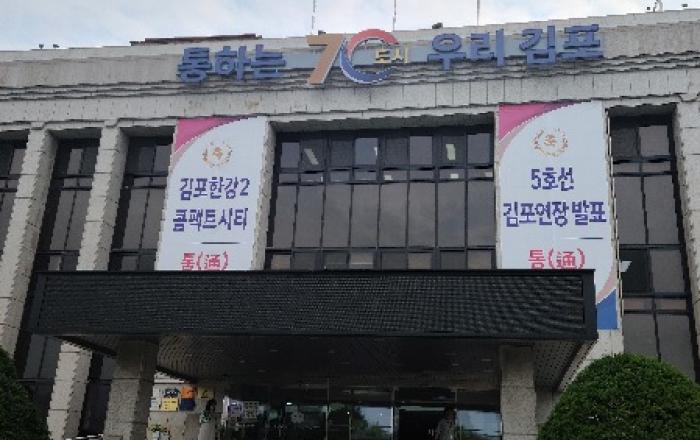 통하는 70 도시 우리 김포
김포한강2
콤팩트시티
통(通)
5호선
김포연장 발표
통(通)